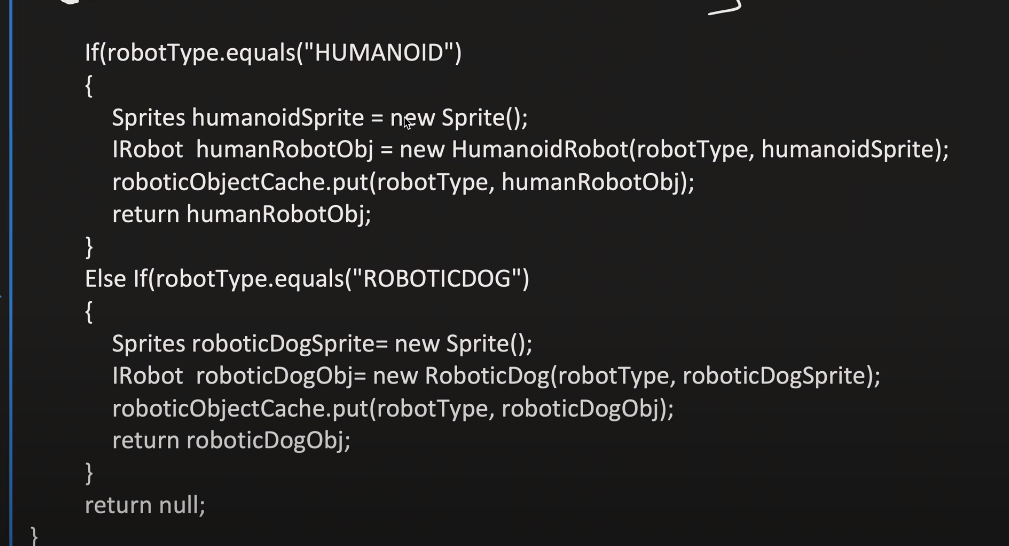 If(robotType.equals("HUMANOID")
{
Sprites humanoidSprite = new Sprite();
IRobot humanRobotObj = new HumanoidRobot(robotType, humanoidSprite);
roboticObjectCache.put(robotType, humanRobotObj);
return humanRobotObj;
}
Else If(robotType.equals("ROBOTICDOG")
{
Sprites roboticDogSprite= new Sprite();
IRobot roboticDogObj= new RoboticDog(robotType, roboticDogSprite);
roboticObjectCache.put(robotType, roboticDogObj);
return roboticDogObj;
}
return null;
}